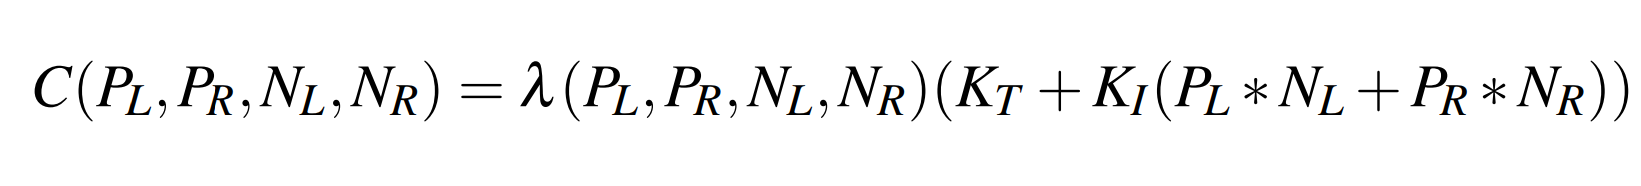 C(P_L, P_R, N_L, N_R) = λ(P_L, P_R, N_L, N_R)(K_T + K_I(P_L * N_L + P_R * N_R))